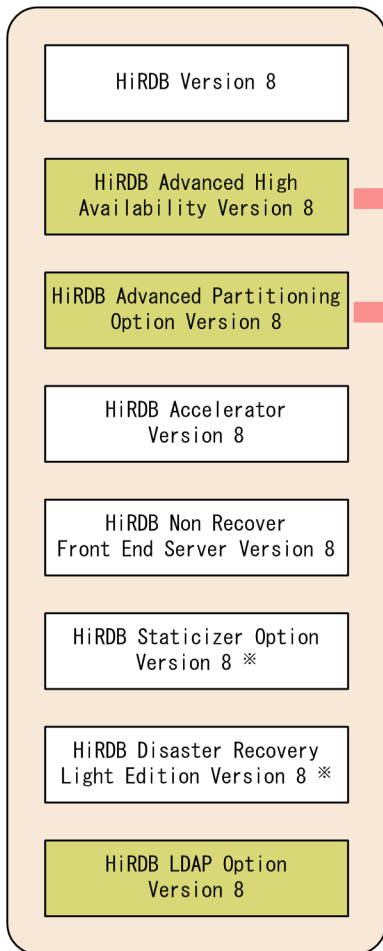 HiRDB Version 8
HiRDB Advanced High
Availability Version 8
HiRDB Advanced Partitioning
Option Version 8
HiRDB Accelerator
Version 8
HiRDB Non Recover
Front End Server Version 8
HiRDB Staticizer Option
Version 8 ※
HiRDB Disaster Recovery
Light Edition Version 8 ※
HiRDB LDAP Option
Version 8